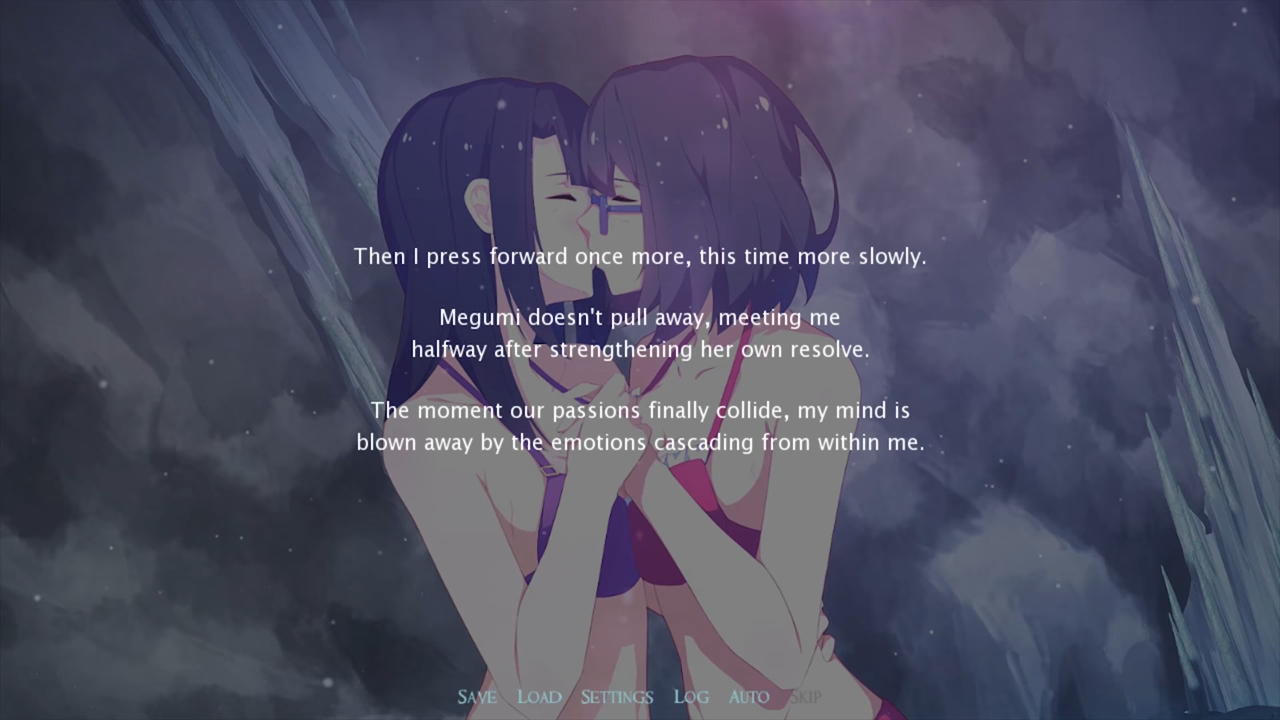 Then I press forward once more, this time more slowly.
Megumi doesn't pull away, meeting me
halfway after strengthening her own resolve.
The moment our passions finally collide, my mind is
blown away by the emotions cascading from within me.
SAVE LOAD SETTINGS LOG AUTO SKIP